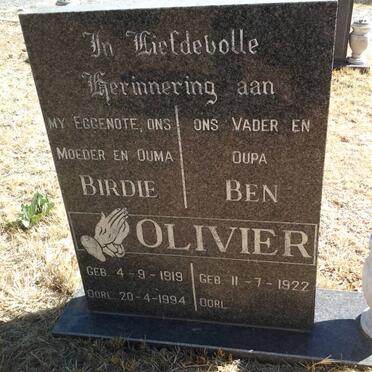 In Liefdevolle
Herinnering aan
MY EGGENOTE, ONS
MOEDER EN OUMA
BIRDIE
ONS VADER EN
OUPA
BEN
OLIVIER
GEB. 4-9-1919
OORL. 20-4-1994
GEB. 11-7-1922
OORL.